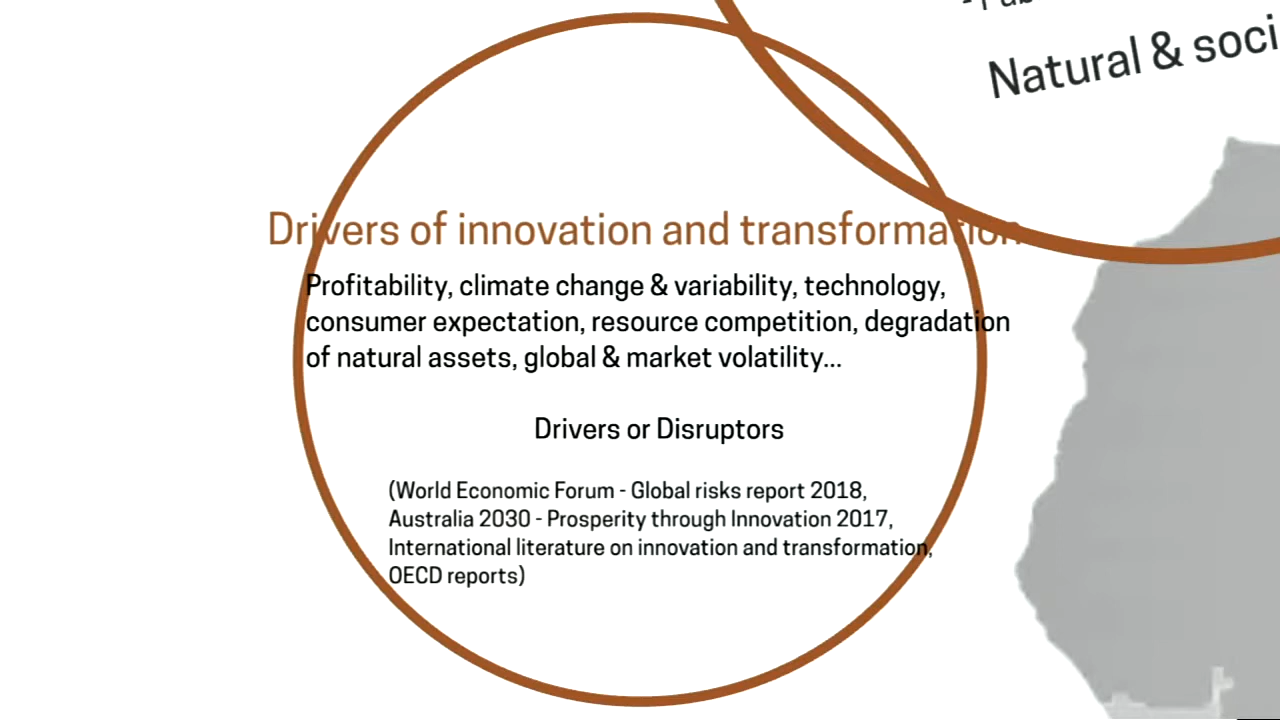 Natural & soci
Drivers of innovation and transformation
Profitability, climate change & variability, technology,
consumer expectation, resource competition, degradation
of natural assets, global & market volatility...
Drivers or Disruptors
(World Economic Forum - Global risks report 2018,
Australia 2030 - Prosperity through Innovation 2017,
International literature on innovation and transformation,
OECD reports)